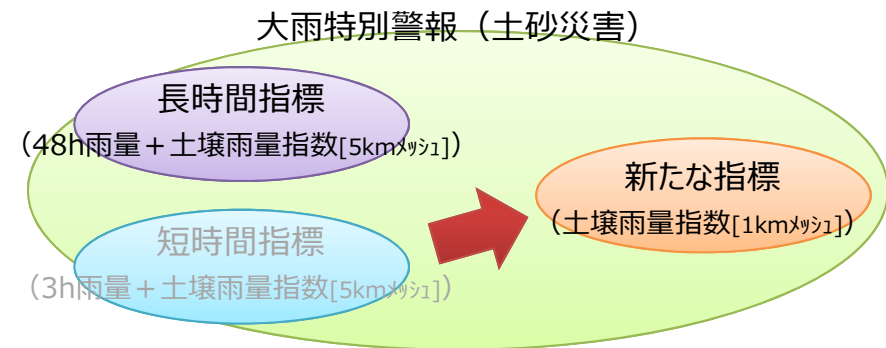 大雨特別警報（土砂災害）
長時間指標
（48h雨量＋土壌雨量指数[5kmﾒｯｼｭ]）
短時間指標
（3h雨量＋土壌雨量指数[5kmﾒｯｼｭ]）
新たな指標
（土壌雨量指数[1kmﾒｯｼｭ]）